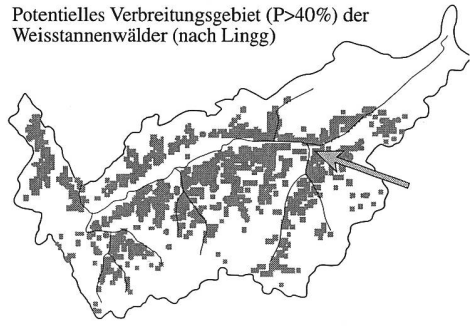 Potentielles Verbreitungsgebiet (P>40%) der
Weisstannenwälder (nach Lingg)